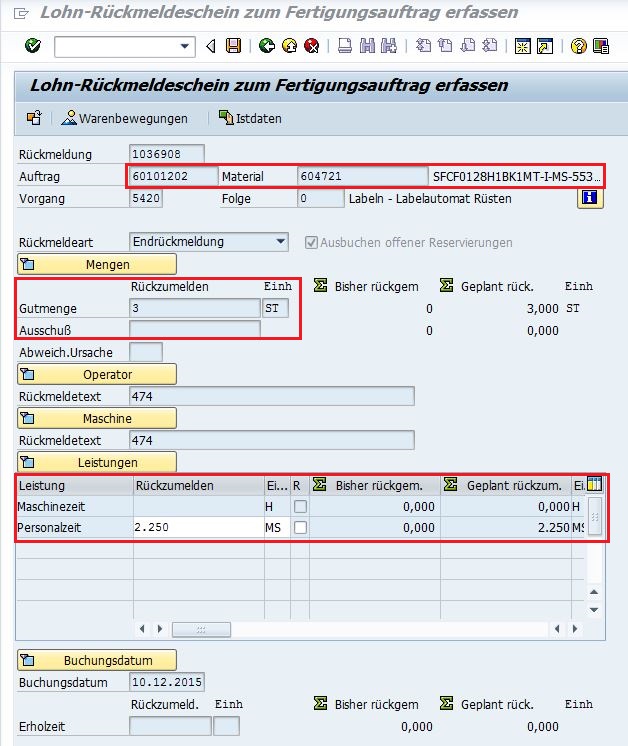 Lohn-Rückmeldeschein zum Fertigungsauftrag erfassen
Lohn-Rückmeldeschein zum Fertigungsauftrag erfassen
Warenbewegungen Istdaten
Rückmeldung 1036908
Auftrag 60101202 Material 604721 SFCF0128H1BK1MT-I-MS-553...
Vorgang 5420 Folge 0 Labeln - Labelautomat Rüsten
Rückmeldeart Endrückmeldung Ausbuchen offener Reservierungen
Mengen
Rückzumelden Einh Bisher rückgem Geplant rück. Einh
Gutmenge 3 ST 0 3,000 ST
Ausschuß 0 0,000
Abweich.Ursache
Operator
Rückmeldetext 474
Maschine
Rückmeldetext 474
Leistungen
Leistung Rückzumelden Ei... R Bisher rückgem. Geplant rückzum. Ei
Maschinezeit H 0,000 0,000 H
Personalzeit 2.250 MS 0,000 2.250 MS
Buchungsdatum
Buchungsdatum 10.12.2015
Rückzumeld. Einh Bisher rückgem Geplant rück. Einh
Erholzeit 0,000 0,000